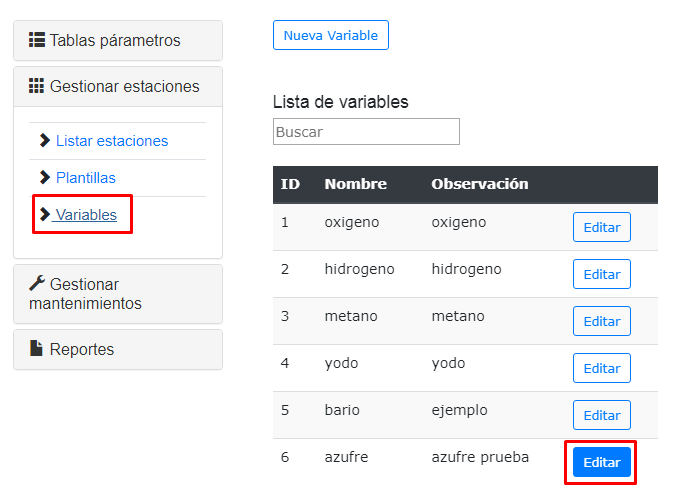 Tablas párametros
Gestionar estaciones
Listar estaciones
Plantillas
Variables
Gestionar
mantenimientos
Reportes
Nueva Variable
Lista de variables
Buscar
ID Nombre Observación
1 oxigeno oxigeno Editar
2 hidrogeno hidrogeno Editar
3 metano metano Editar
4 yodo yodo Editar
5 bario ejemplo Editar
6 azufre azufre prueba Editar